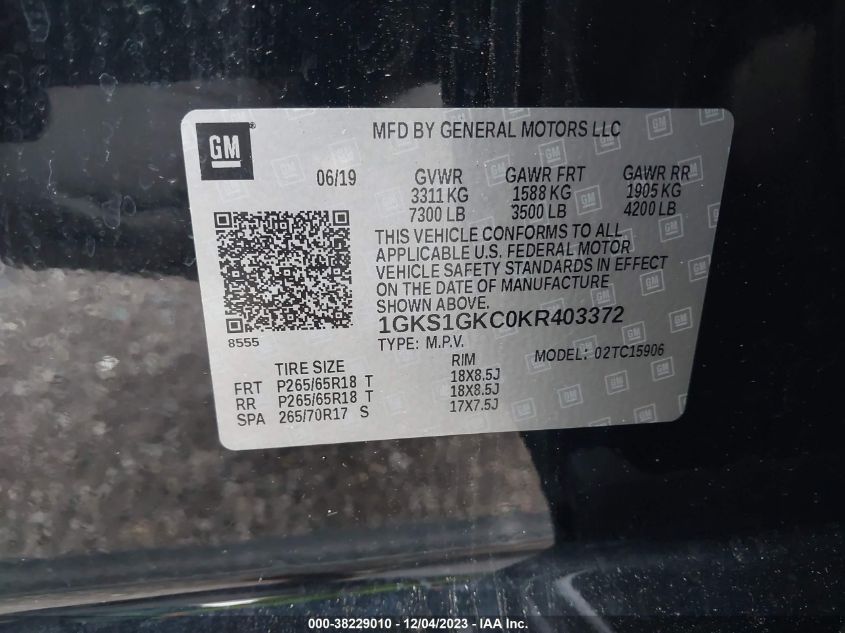 GM
MFD BY GENERAL MOTORS LLC
06/19
GVWR GAWR FRT GAWR RR
3311 KG 1588 KG 1905 KG
7300 LB 3500 LB 4200 LB
THIS VEHICLE CONFORMS TO ALL
APPLICABLE U.S. FEDERAL MOTOR
VEHICLE SAFETY STANDARDS IN EFFECT
ON THE DATE OF MANUFACTURE
SHOWN ABOVE.
1GKS1GKC0KR403372
8555
TYPE: M.P.V. MODEL: 02TC15906
TIRE SIZE RIM
FRT P265/65R18 T 18X8.5J
RR P265/65R18 T 18X8.5J
SPA 265/70R17 S 17X7.5J
000-38229010 - 12/04/2023 - IAA Inc.